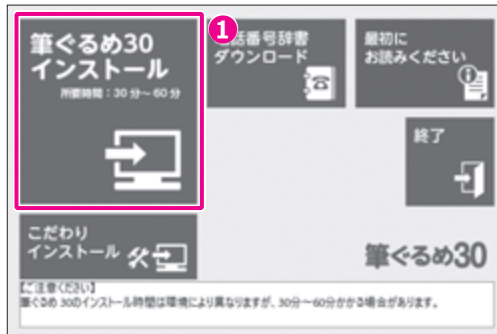 筆ぐるめ30
インストール
所要時間：30 分～ 60 分
1
話番号辞書
ダウンロード
最初に
お読みください
終了
こだわり
インストール
筆ぐるめ30
【ご注意ください】
筆ぐるめ 30のインストール時間は環境により異なりますが、30分～60分かかる場合があります。